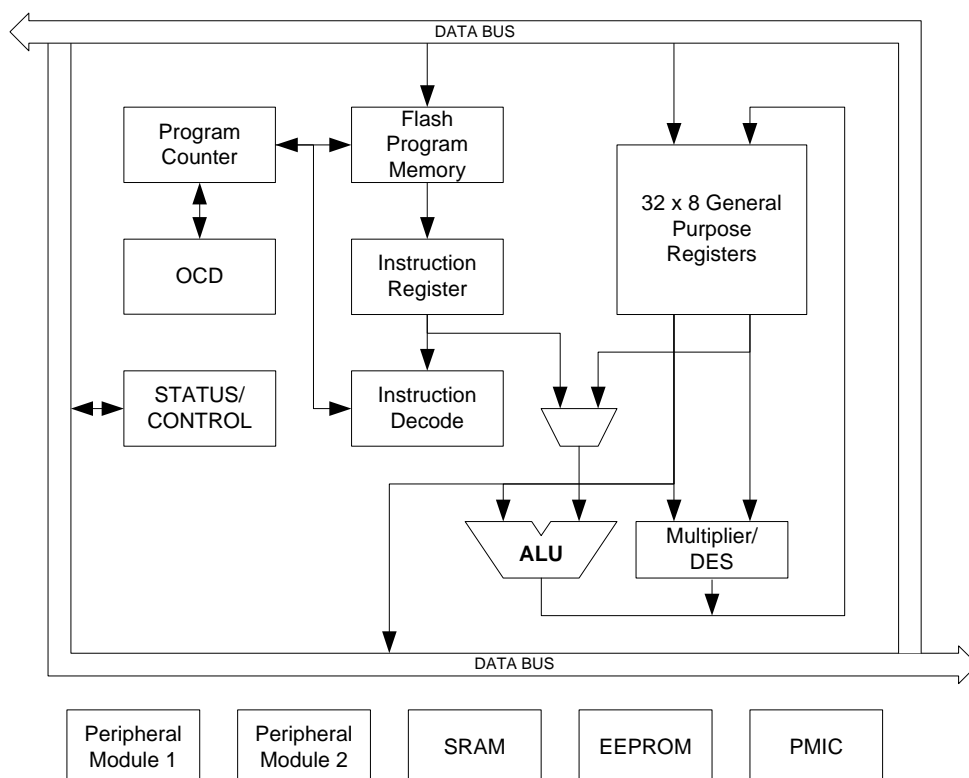 DATA BUS
Program
Counter
Flash
Program
Memory
32 x 8 General
Purpose
Registers
OCD
Instruction
Register
STATUS/
CONTROL
Instruction
Decode
ALU
Multiplier/
DES
DATA BUS
Peripheral
Module 1
Peripheral
Module 2
SRAM
EEPROM
PMIC